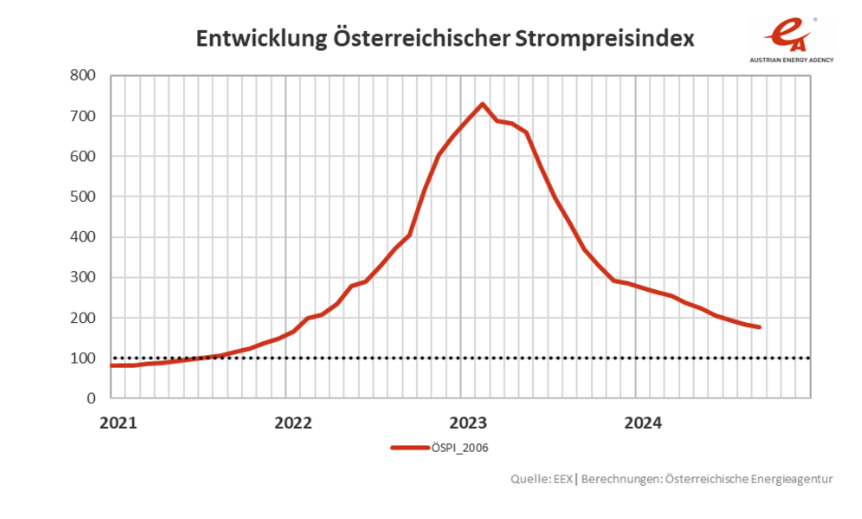 Entwicklung Österreichischer Strompreisindex
eA
AUSTRIAN ENERGY AGENCY
800
700
600
500
400
300
200
100
0
2021 2022 2023 2024
ÖSPI_2006
Quelle: EEX| Berechnungen: Österreichische Energieagentur